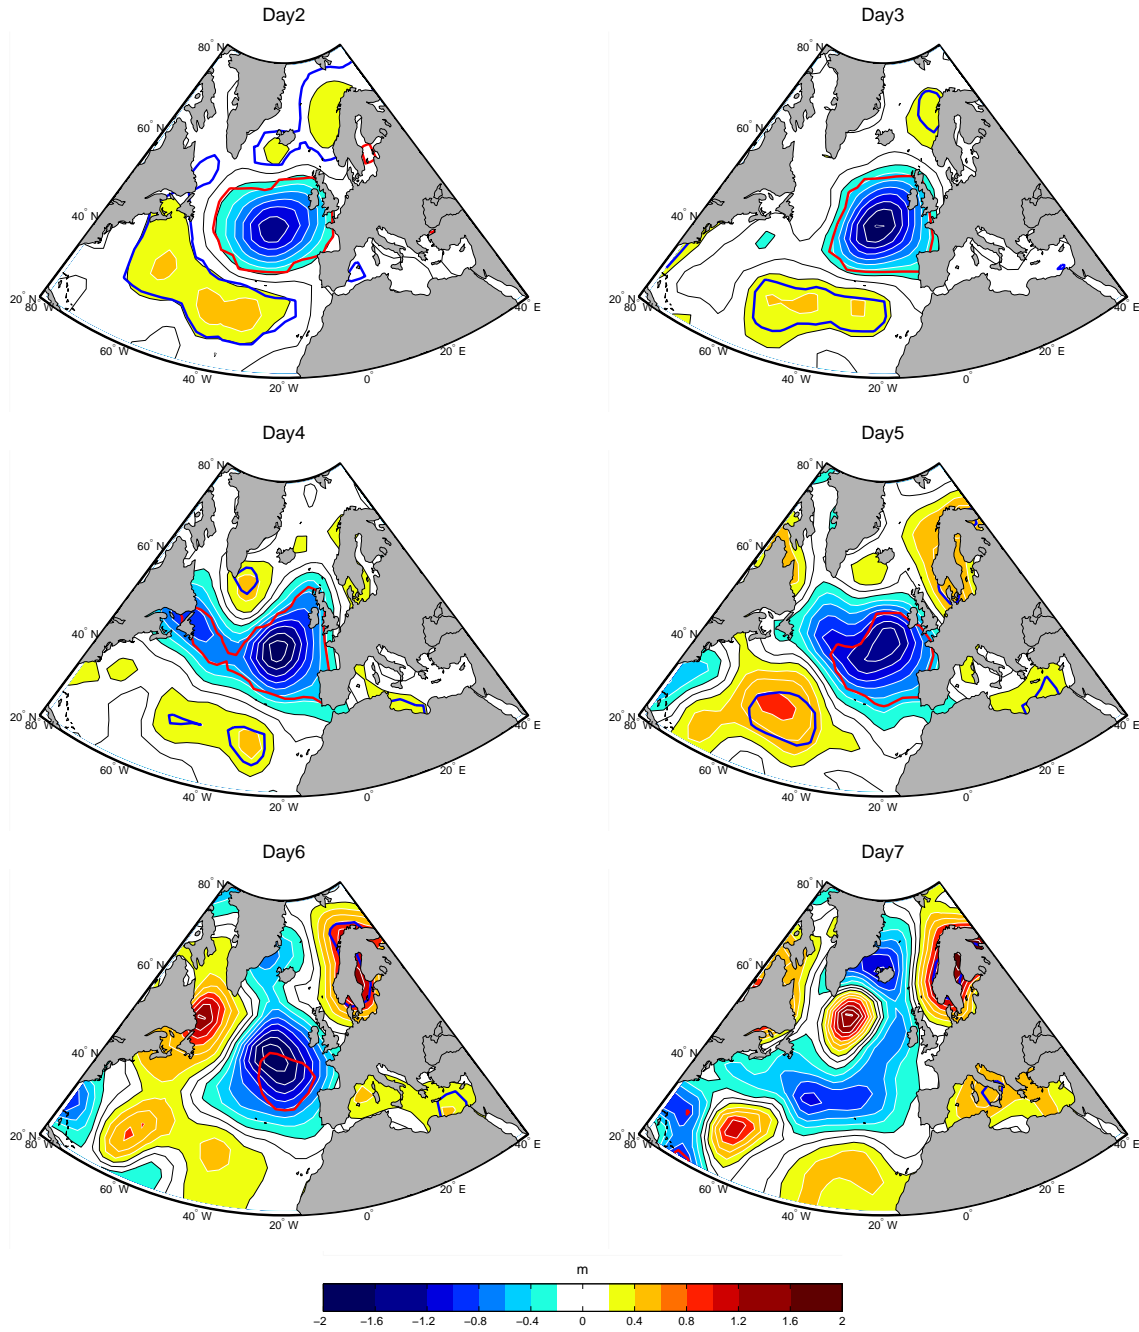 Day2 Day3
80° N 80° N
60° N 60° N
40° N 40° N
20° N 20° N
80° W 40° E 80° W 40° E
60° W 20° E 60° W 20° E
40° W 0° 40° W 0°
20° W 20° W
Day4 Day5
80° N 80° N
60° N 60° N
40° N 40° N
20° N 20° N
80° W 40° E 80° W 40° E
60° W 20° E 60° W 20° E
40° W 0° 40° W 0°
20° W 20° W
Day6 Day7
80° N 80° N
60° N 60° N
40° N 40° N
20° N 20° N
80° W 40° E 80° W 40° E
60° W 20° E 60° W 20° E
40° W 0° 40° W 0°
20° W 20° W
m
−2 −1.6 −1.2 −0.8 −0.4 0 0.4 0.8 1.2 1.6 2